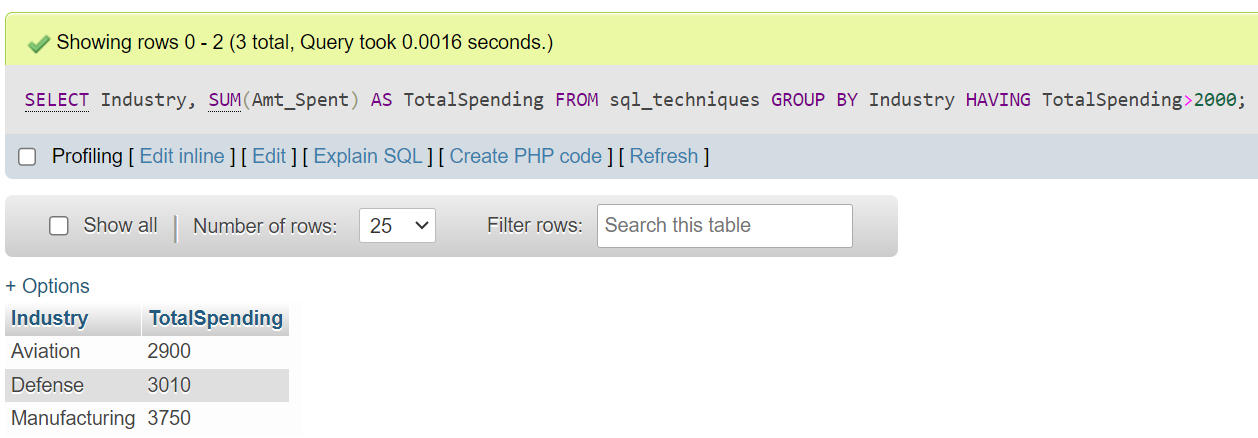 Showing rows 0 - 2 (3 total, Query took 0.0016 seconds.)
SELECT Industry, SUM(Amt_Spent) AS TotalSpending FROM sql_techniques GROUP BY Industry HAVING TotalSpending>2000;
Profiling [ Edit inline ] [ Edit ] [ Explain SQL ] [ Create PHP code ] [ Refresh ]
Show all | Number of rows: 25 Filter rows: Search this table
+ Options
Industry TotalSpending
Aviation 2900
Defense 3010
Manufacturing 3750